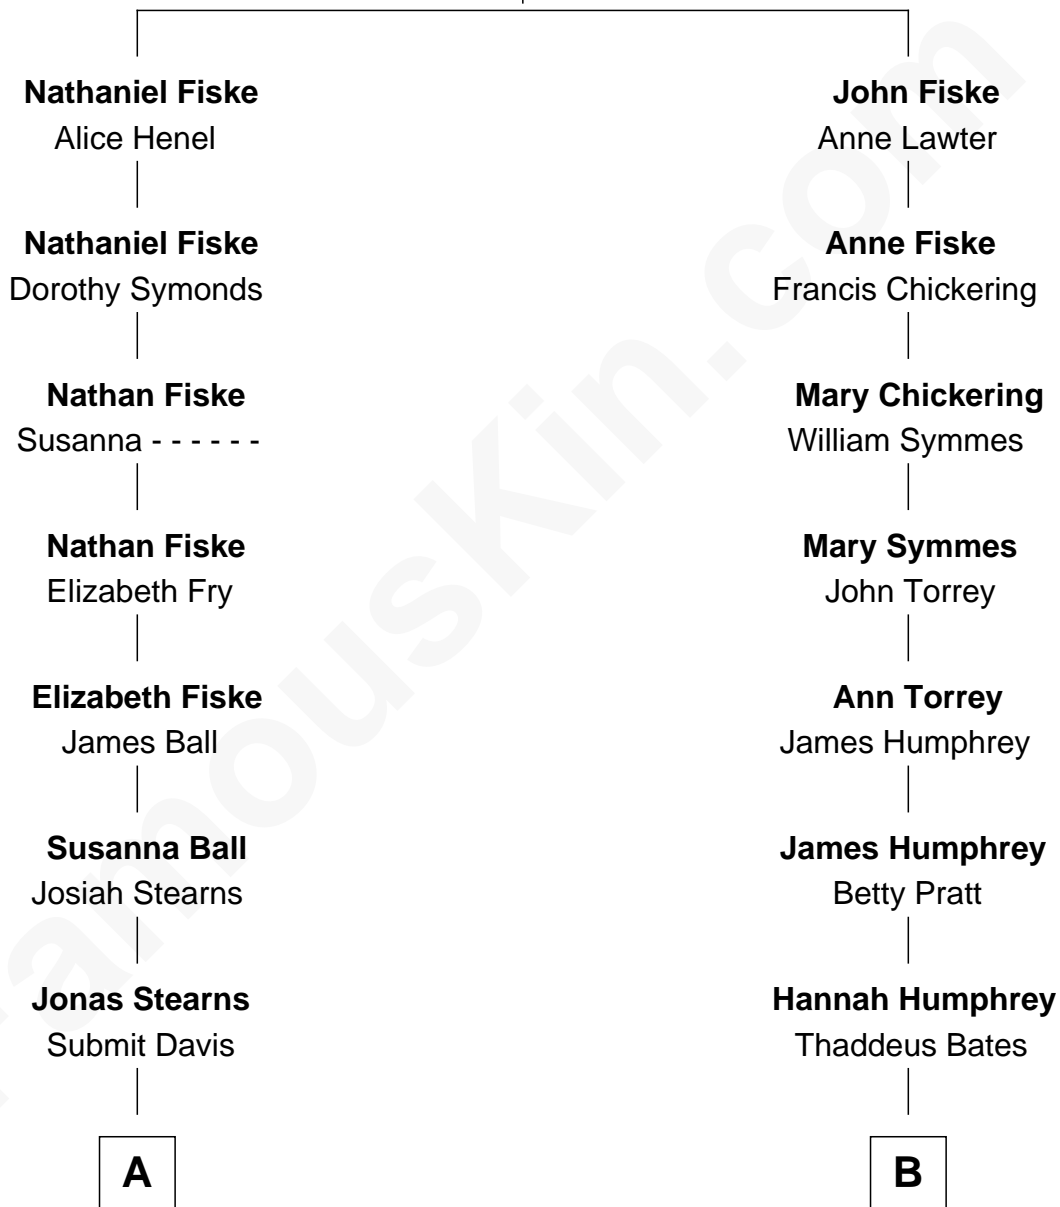 Nathaniel Fiske
Alice Henel
Nathaniel Fiske
Dorothy Symonds
Nathan Fiske
Susanna - - - - - -
Nathan Fiske
Elizabeth Fry
Elizabeth Fiske
James Ball
Susanna Ball
Josiah Stearns
Jonas Stearns
Submit Davis
A
John Fiske
Anne Lawter
Anne Fiske
Francis Chickering
Mary Chickering
William Symmes
Mary Symmes
John Torrey
Ann Torrey
James Humphrey
James Humphrey
Betty Pratt
Hannah Humphrey
Thaddeus Bates
B
FamousKin.com